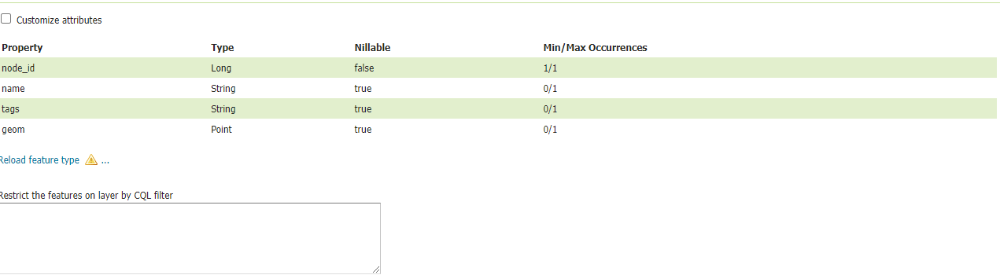 Customize attributes
Property Type Nillable Min/Max Occurrences
node_id Long false 1/1
name String true 0/1
tags String true 0/1
geom Point true 0/1
Reload feature type ...
Restrict the features on layer by CQL filter